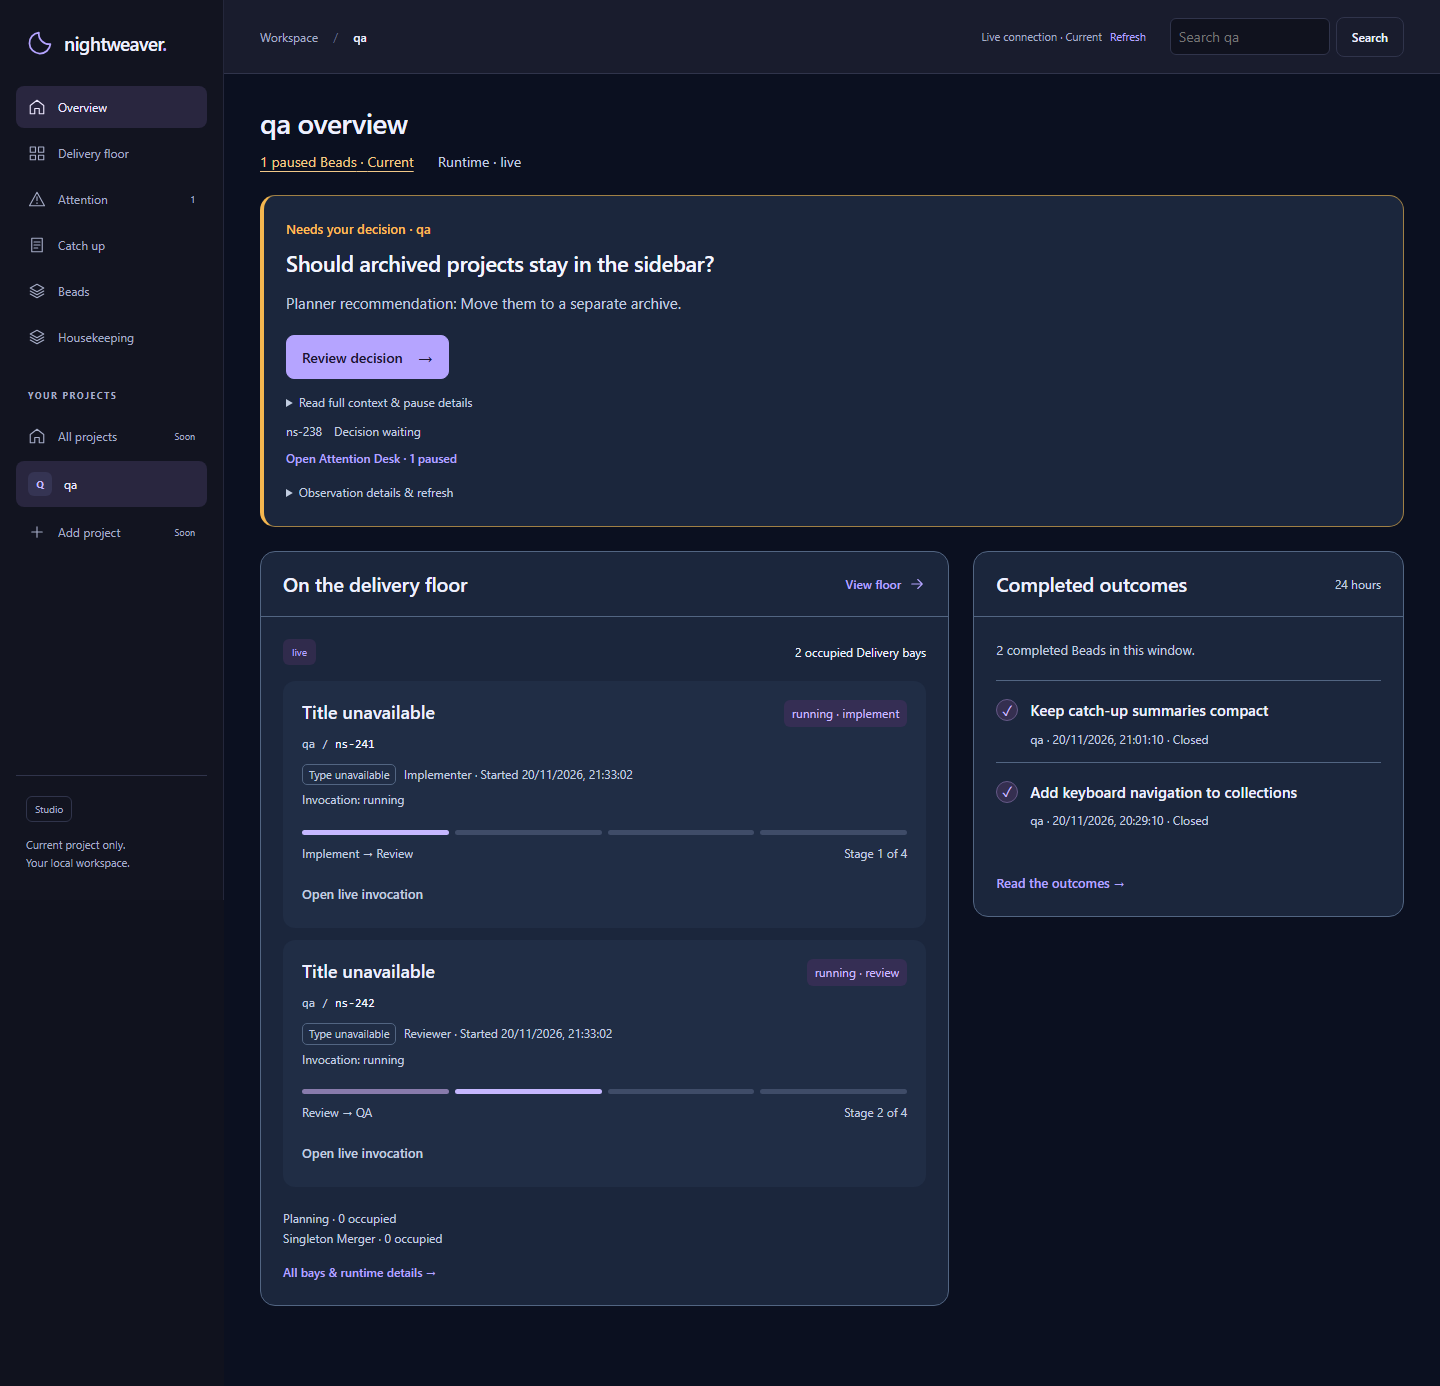 nightweaver.
Overview
Delivery floor
Attention 1
Catch up
Beads
Housekeeping
YOUR PROJECTS
All projects Soon
Q qa
Add project Soon
Studio
Current project only.
Your local workspace.
Workspace / qa
Live connection · Current Refresh
Search qa
Search
qa overview
1 paused Beads · Current Runtime · live
Needs your decision · qa
Should archived projects stay in the sidebar?
Planner recommendation: Move them to a separate archive.
Review decision →
▶ Read full context & pause details
ns-238 Decision waiting
Open Attention Desk · 1 paused
▶ Observation details & refresh
On the delivery floor View floor →
live 2 occupied Delivery bays
Title unavailable running · implement
qa / ns-241
Type unavailable Implementer · Started 20/11/2026, 21:33:02
Invocation: running
Implement → Review Stage 1 of 4
Open live invocation
Title unavailable running · review
qa / ns-242
Type unavailable Reviewer · Started 20/11/2026, 21:33:02
Invocation: running
Review → QA Stage 2 of 4
Open live invocation
Planning · 0 occupied
Singleton Merger · 0 occupied
All bays & runtime details →
Completed outcomes 24 hours
2 completed Beads in this window.
✓ Keep catch-up summaries compact
qa · 20/11/2026, 21:01:10 · Closed
✓ Add keyboard navigation to collections
qa · 20/11/2026, 20:29:10 · Closed
Read the outcomes →